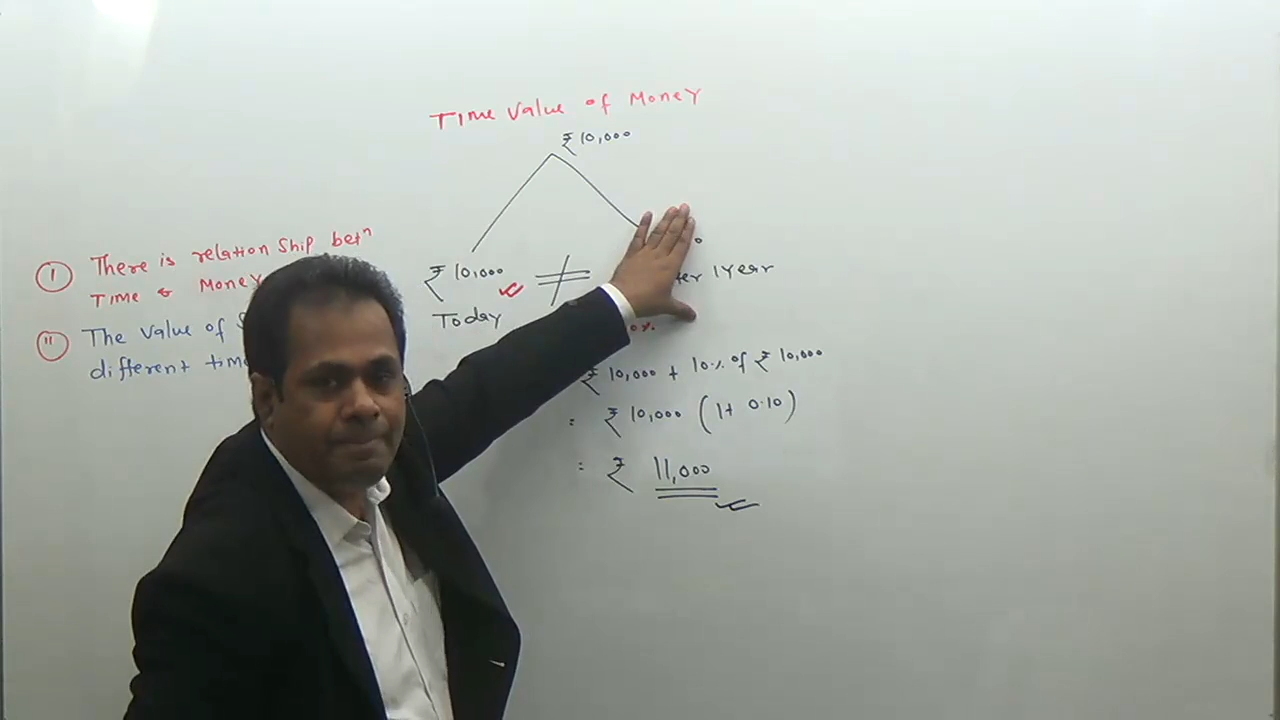 Time Value of Money
₹ 10,000
I There is relation Ship betn
Time & Money
II The Value of
different time
₹ 10,000 ≠
Today
1 Year
₹ 10,000 + 10% of ₹ 10,000
= ₹ 10,000 (1+ 0.10)
= ₹ 11,000